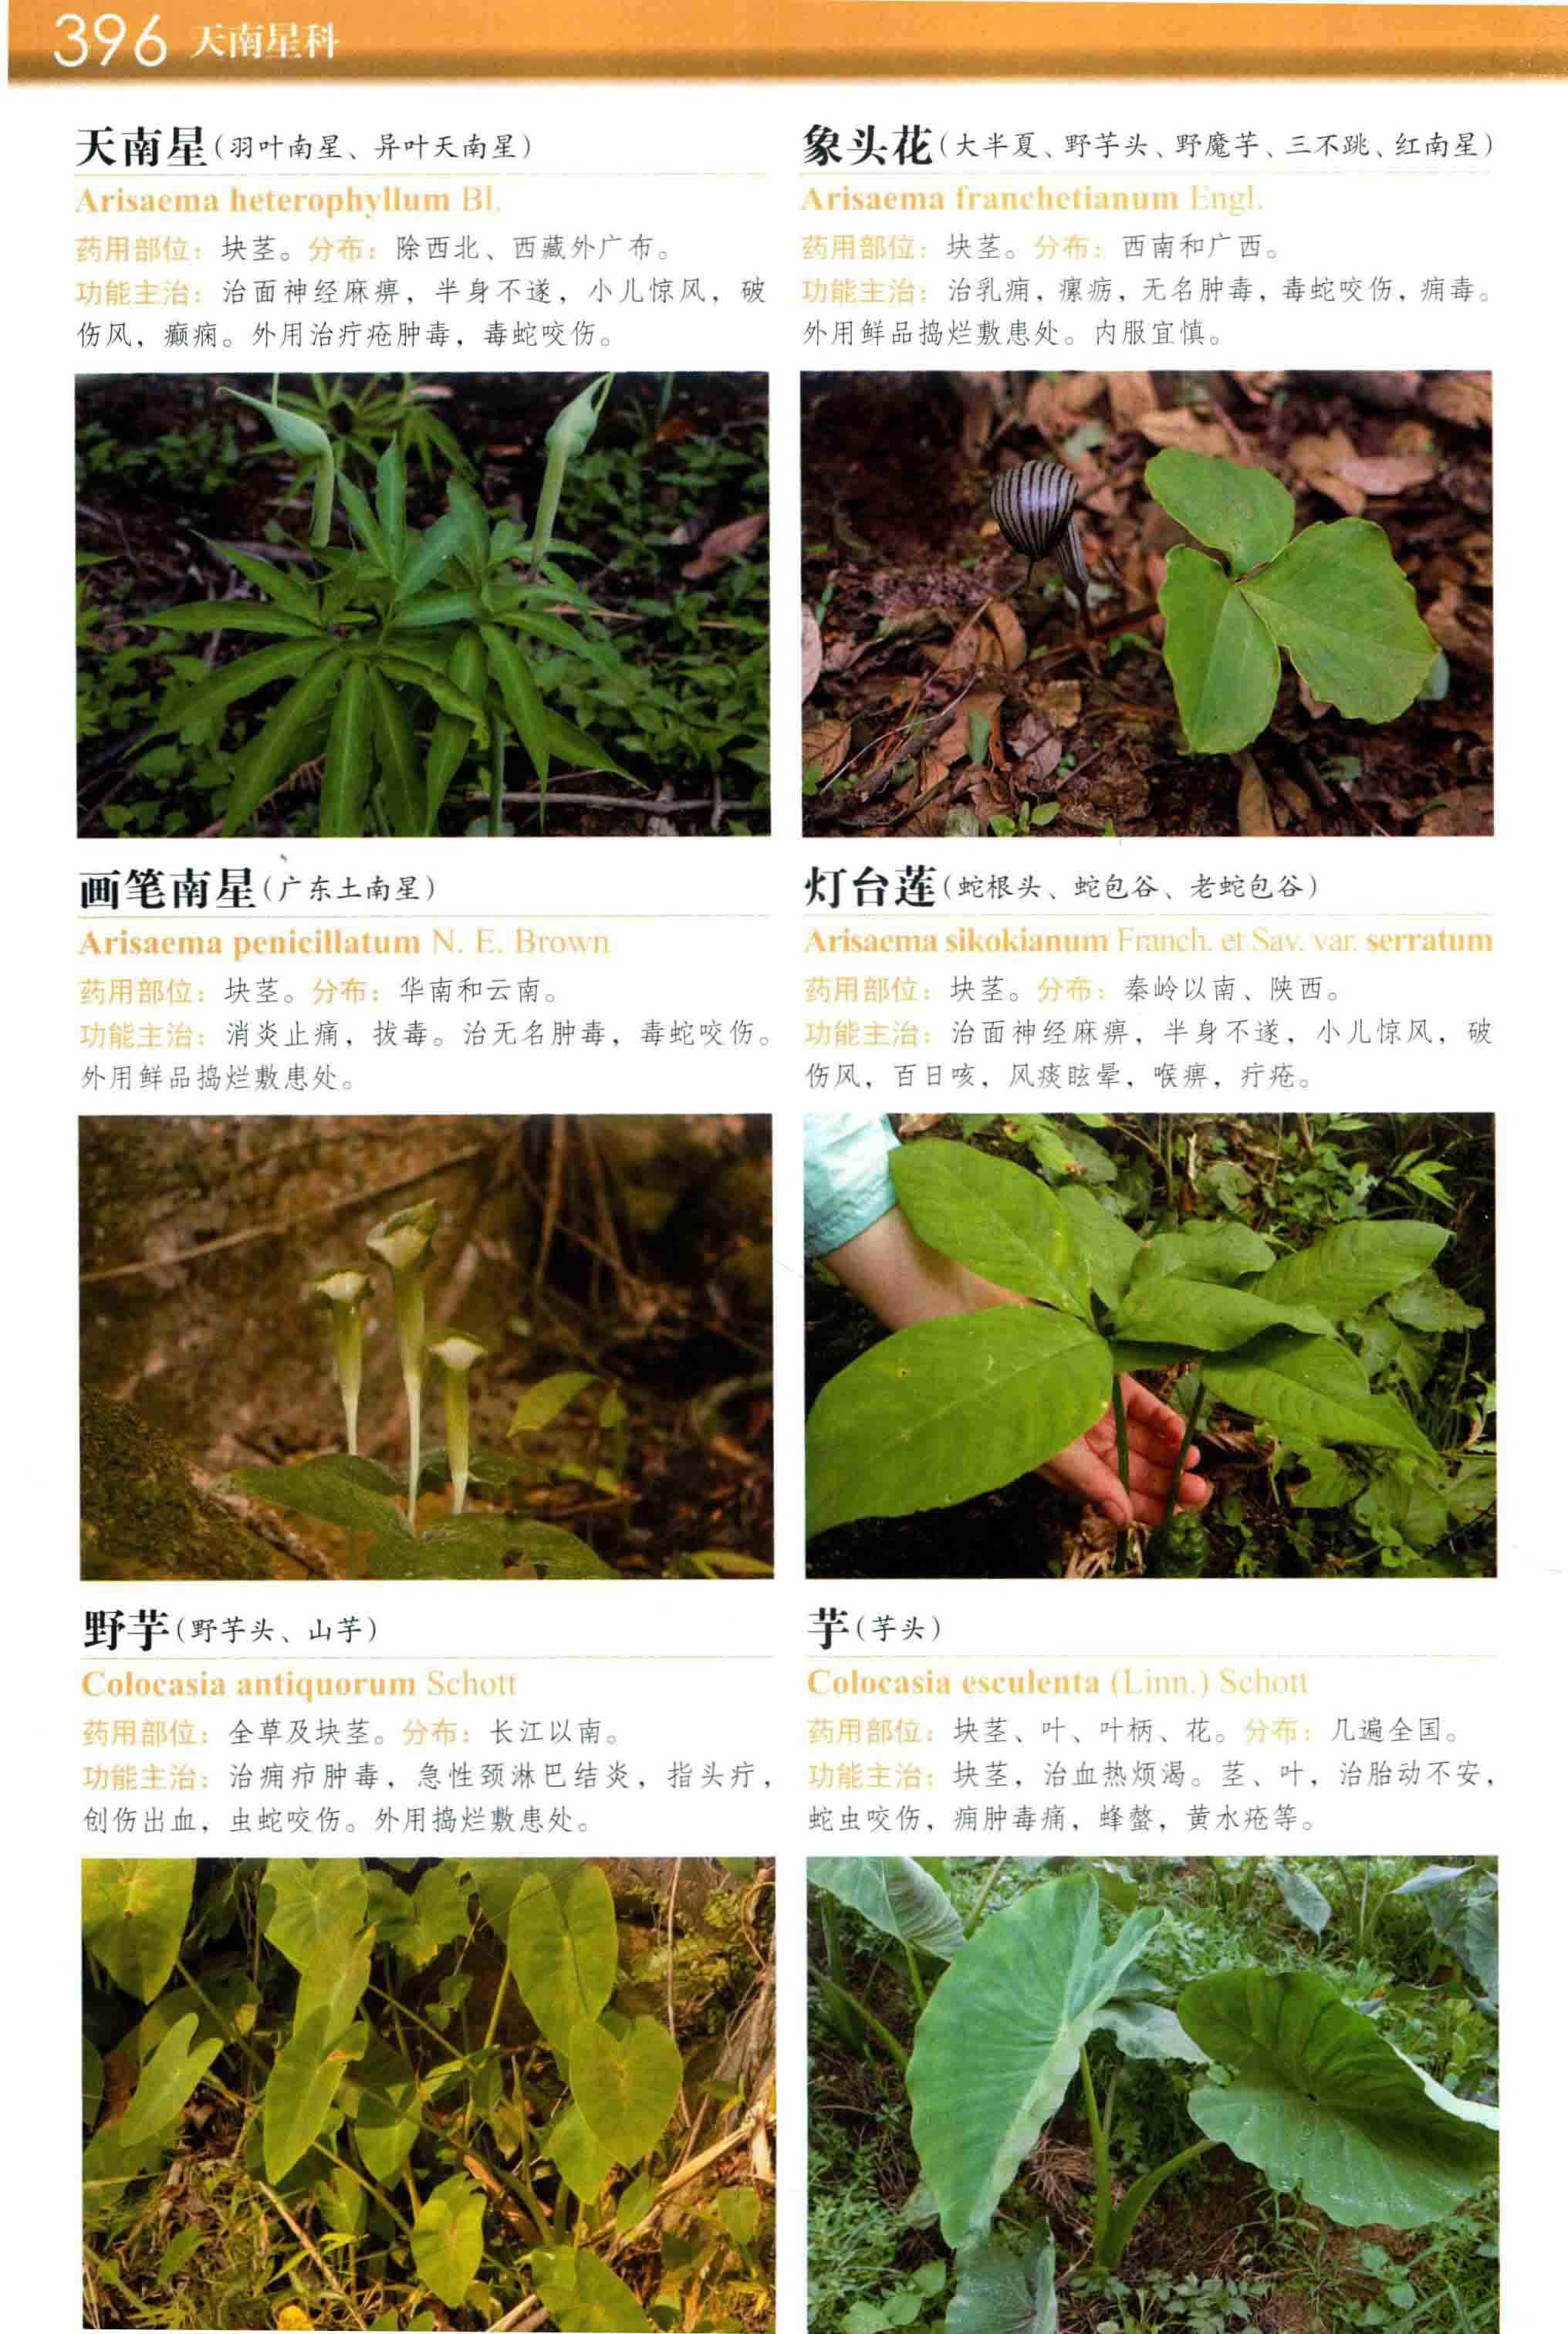 396 天南星科
天南星(羽叶南星、异叶天南星)
Arisaema heterophyllum Bl.
药用部位：块茎。分布：除西北、西藏外广布。
功能主治：治面神经麻痹，半身不遂，小儿惊风，破
伤风，癫痫。外用治疔疮肿毒，毒蛇咬伤。
象头花(大半夏、野芋头、野魔芋、三不跳、红南星)
Arisaema franchetianum Engl.
药用部位：块茎。分布：西南和广西。
功能主治：治乳痈，瘰疬，无名肿毒，毒蛇咬伤，痈毒。
外用鲜品捣烂敷患处。内服宜慎。
画笔南星(广东土南星)
Arisaema penicillatum N. E. Brown
药用部位：块茎。分布：华南和云南。
功能主治：消炎止痛，拔毒。治无名肿毒，毒蛇咬伤。
外用鲜品捣烂敷患处。
灯台莲(蛇根头、蛇包谷、老蛇包谷)
Arisaema sikokianum Franch. et Sav. var. serratum
药用部位：块茎。分布：秦岭以南、陕西。
功能主治：治面神经麻痹，半身不遂，小儿惊风，破
伤风，百日咳，风痰眩晕，喉痹，疔疮。
野芋(野芋头、山芋)
Colocasia antiquorum Schott
药用部位：全草及块茎。分布：长江以南。
功能主治：治痈疖肿毒，急性颈淋巴结炎，指头疔，
创伤出血，虫蛇咬伤。外用捣烂敷患处。
芋(芋头)
Colocasia esculenta (Linn.) Schott
药用部位：块茎、叶、叶柄、花。分布：几遍全国。
功能主治：块茎，治血热烦渴。茎、叶，治胎动不安，
蛇虫咬伤，痈肿毒痛，蜂螫，黄水疮等。